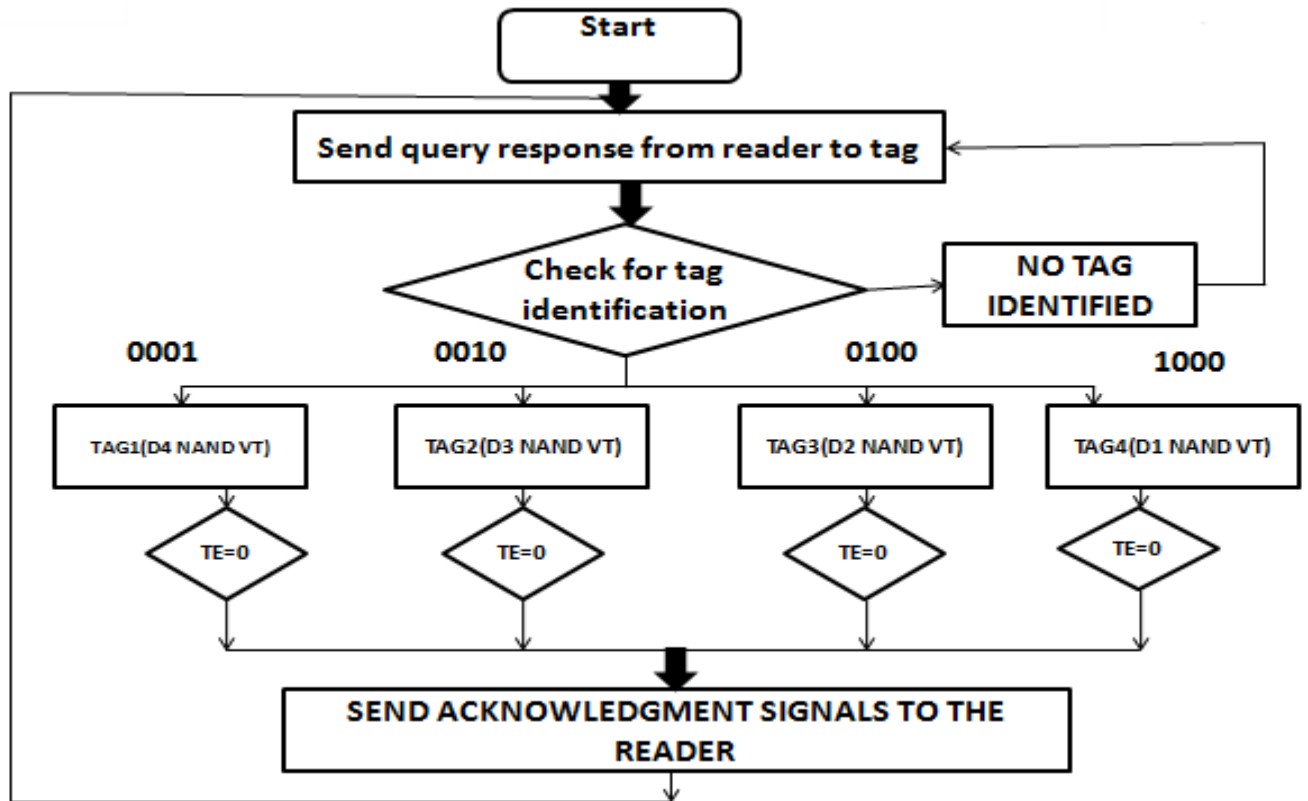 Start
Send query response from reader to tag
Check for tag
identification
NO TAG
IDENTIFIED
0001
0010
0100
1000
TAG1(D4 NAND VT)
TAG2(D3 NAND VT)
TAG3(D2 NAND VT)
TAG4(D1 NAND VT)
TE=0
TE=0
TE=0
TE=0
SEND ACKNOWLEDGMENT SIGNALS TO THE
READER